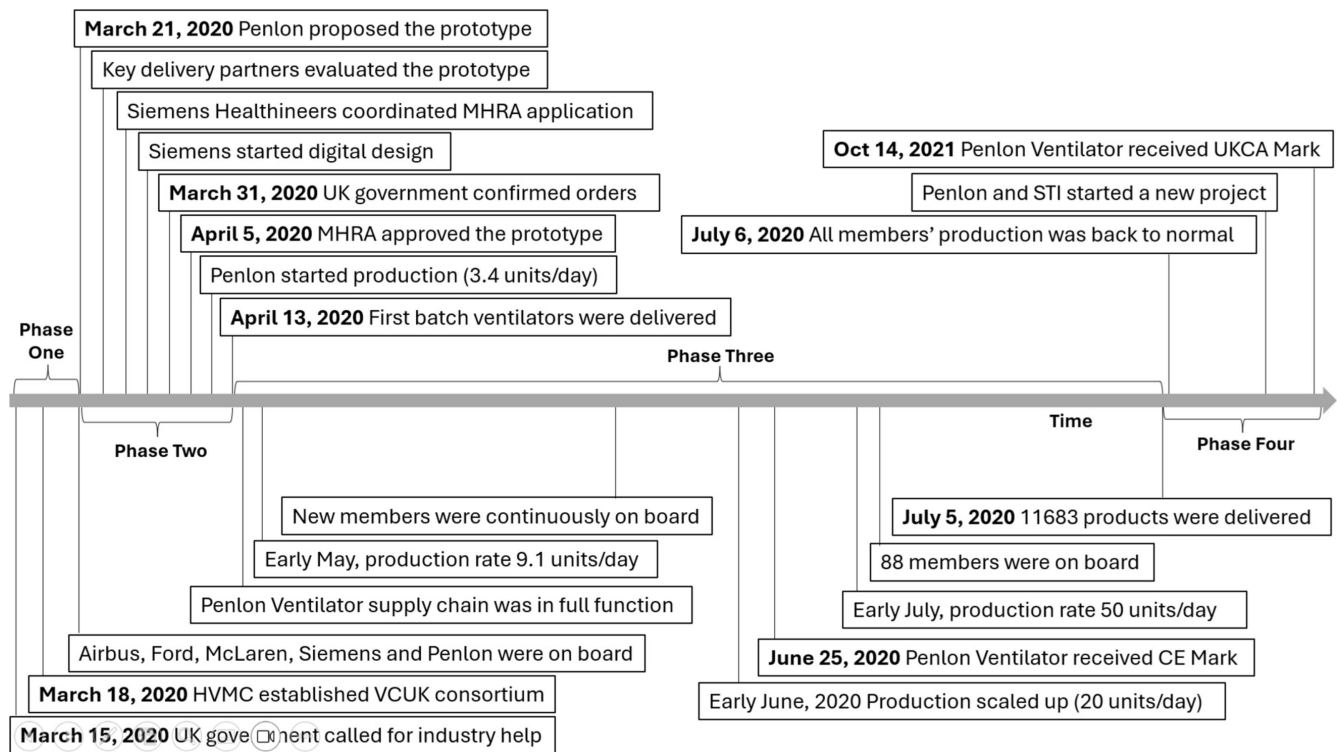 March 21, 2020 Penlon proposed the prototype
Key delivery partners evaluated the prototype
Siemens Healthineers coordinated MHRA application
Siemens started digital design
March 31, 2020 UK government confirmed orders
April 5, 2020 MHRA approved the prototype
Penlon started production (3.4 units/day)
April 13, 2020 First batch ventilators were delivered
Oct 14, 2021 Penlon Ventilator received UKCA Mark
Penlon and STI started a new project
July 6, 2020 All members’ production was back to normal
Phase
One
Phase Three
Time
Phase Two
Phase Four
New members were continuously on board
Early May, production rate 9.1 units/day
Penlon Ventilator supply chain was in full function
Airbus, Ford, McLaren, Siemens and Penlon were on board
March 18, 2020 HVMC established VCUK consortium
March 15, 2020 UK government called for industry help
July 5, 2020 11683 products were delivered
88 members were on board
Early July, production rate 50 units/day
June 25, 2020 Penlon Ventilator received CE Mark
Early June, 2020 Production scaled up (20 units/day)